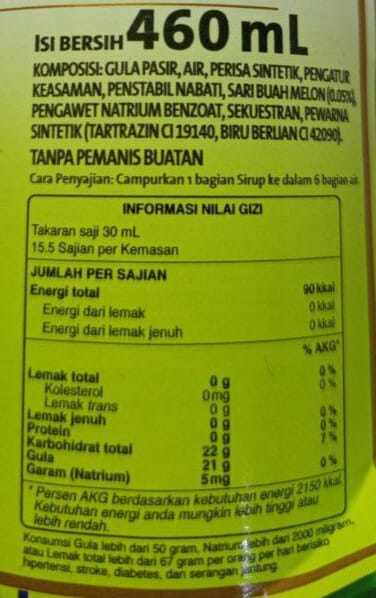 ISI BERSIH 460 mL
KOMPOSISI: GULA PASIR, AIR, PERISA SINTETIK, PENGATUR
KEASAMAN, PENSTABIL NABATI, SARI BUAH MELON (0.05%),
PENGAWET NATRIUM BENZOAT, SEKUESTRAN, PEWARNA
SINTETIK (TARTRAZIN CI 19140, BIRU BERLIAN CI 42090).
TANPA PEMANIS BUATAN
Cara Penyajian: Campurkan 1 bagian Sirup ke dalam 6 bagian air.
INFORMASI NILAI GIZI
Takaran saji 30 mL
15.5 Sajian per Kemasan
JUMLAH PER SAJIAN
Energi total 90 kkal
Energi dari lemak 0 kkal
Energi dari lemak jenuh 0 kkal
% AKG*
Lemak total 0 g 0 %
Kolesterol 0 mg 0 %
Lemak trans 0 g
Lemak jenuh 0 g 0 %
Protein 0 g 0 %
Karbohidrat total 22 g 7 %
Gula 21 g
Garam (Natrium) 5 mg 0 %
* Persen AKG berdasarkan kebutuhan energi 2150 kkal.
Kebutuhan energi anda mungkin lebih tinggi atau
lebih rendah.
Konsumsi Gula lebih dari 50 gram, Natrium lebih dari 2000 miligram,
atau Lemak total lebih dari 67 gram per orang per hari berisiko
hipertensi, stroke, diabetes, dan serangan jantung.